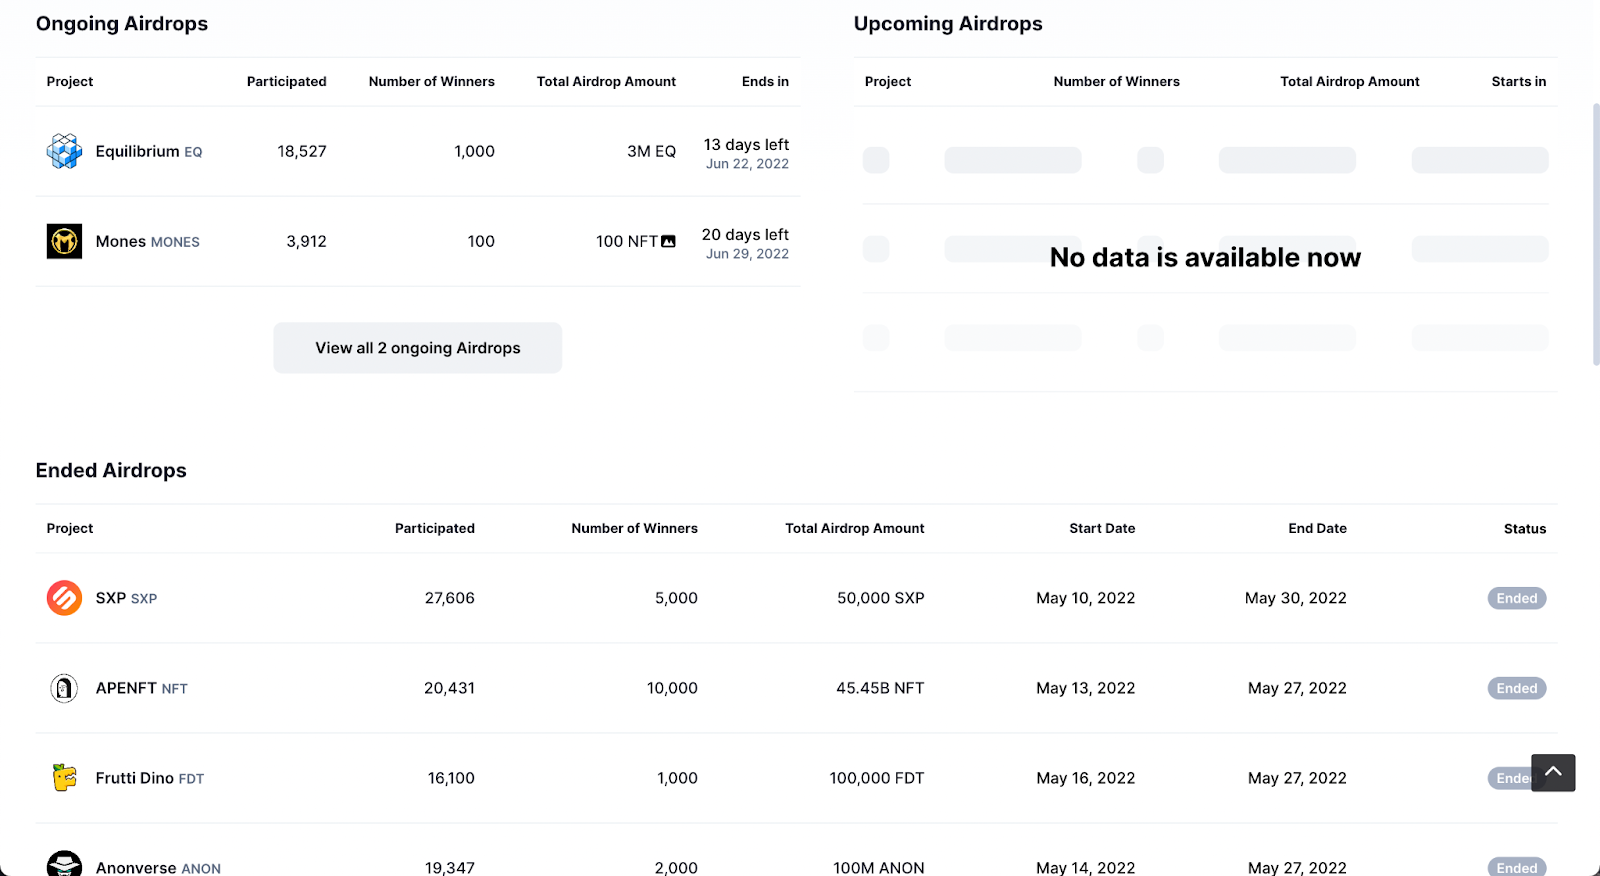 Ongoing Airdrops
Project Participated Number of Winners Total Airdrop Amount Ends in
Equilibrium EQ 18,527 1,000 3M EQ 13 days left
Jun 22, 2022
Mones MONES 3,912 100 100 NFT 20 days left
Jun 29, 2022
View all 2 ongoing Airdrops
Upcoming Airdrops
Project Number of Winners Total Airdrop Amount Starts in
No data is available now
Ended Airdrops
Project Participated Number of Winners Total Airdrop Amount Start Date End Date Status
SXP SXP 27,606 5,000 50,000 SXP May 10, 2022 May 30, 2022 Ended
APENFT NFT 20,431 10,000 45.45B NFT May 13, 2022 May 27, 2022 Ended
Frutti Dino FDT 16,100 1,000 100,000 FDT May 16, 2022 May 27, 2022 Ended
Anonverse ANON 19,347 2,000 100M ANON May 14, 2022 May 27, 2022 Ended